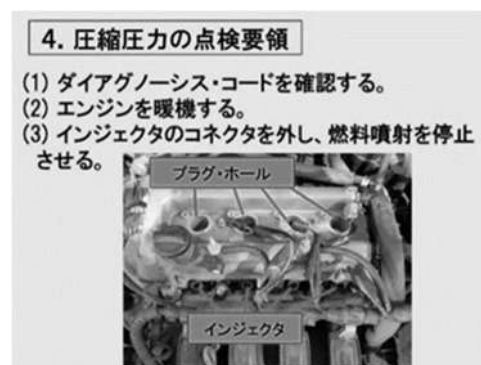 4. 圧縮圧力の点検要領
(1) ダイアグノーシス・コードを確認する。
(2) エンジンを暖機する。
(3) インジェクタのコネクタを外し、燃料噴射を停止
させる。
プラグ・ホール
インジェクタ